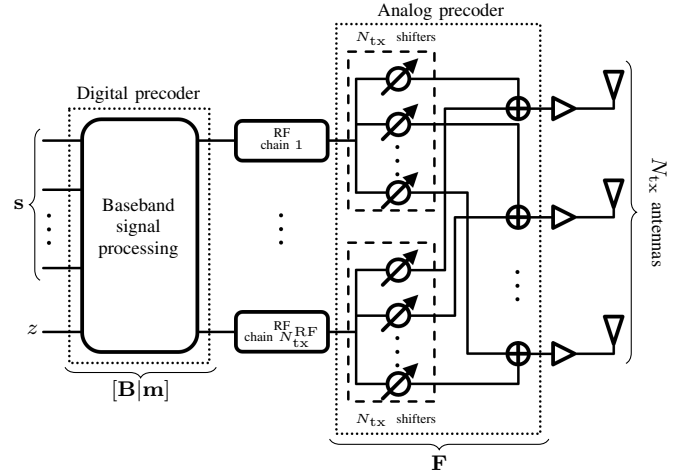 Analog precoder
N_tx shifters
Digital precoder
RF
chain 1
s
Baseband
signal
processing
N_tx antennas
z
RF
chain N_tx^RF
[B|m]
N_tx shifters
F